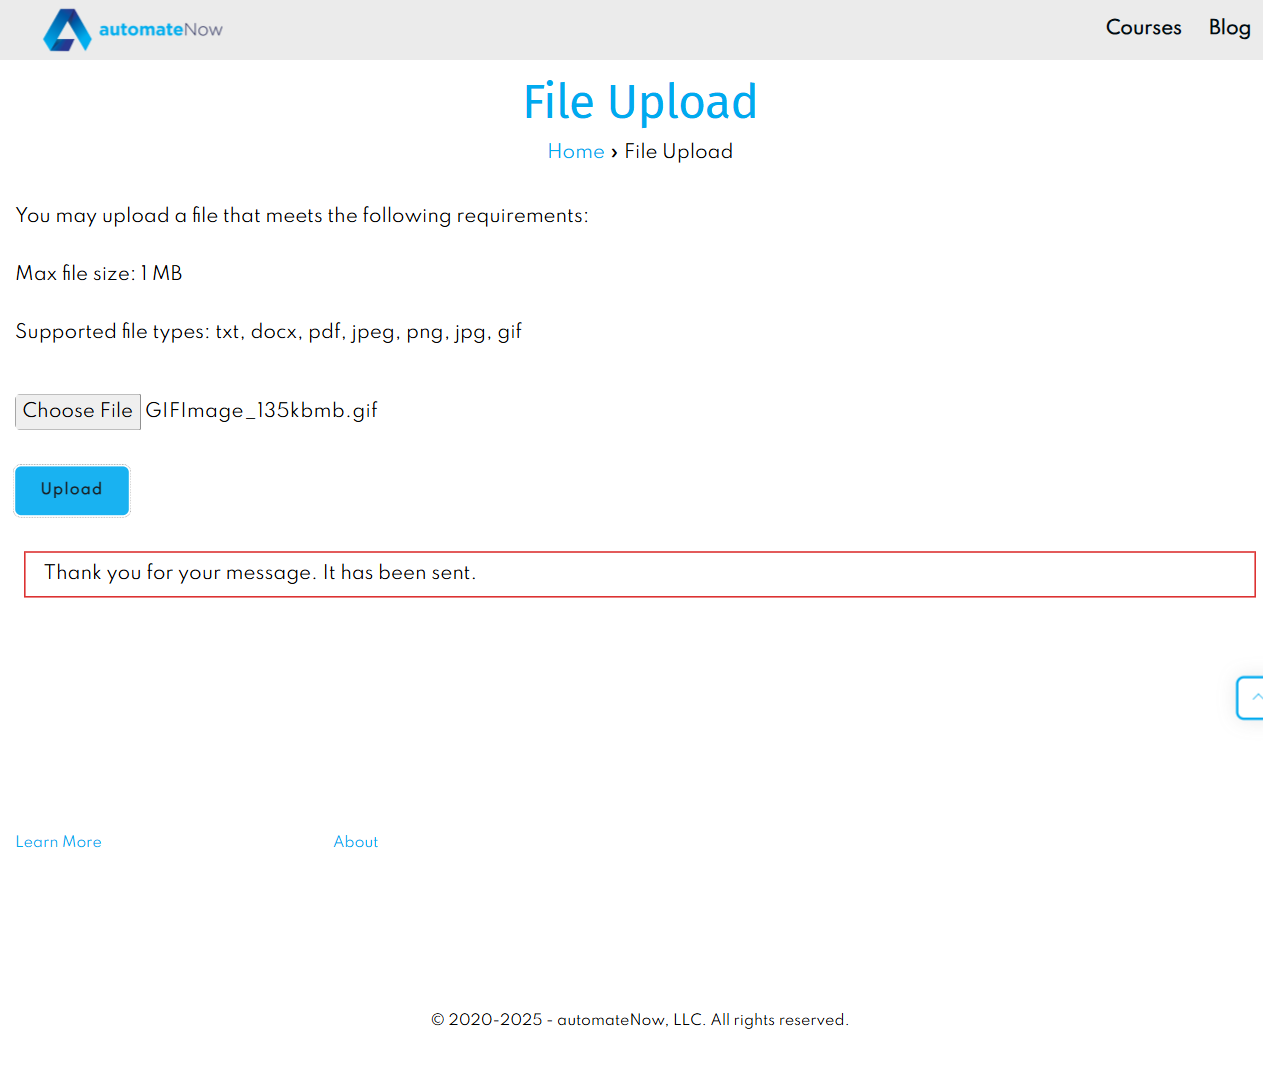 automateNow
Courses Blog
File Upload
Home › File Upload
You may upload a file that meets the following requirements:
Max file size: 1 MB
Supported file types: txt, docx, pdf, jpeg, png, jpg, gif
Choose File GIFImage_135kbmb.gif
Upload
Thank you for your message. It has been sent.
Learn More About
© 2020-2025 - automateNow, LLC. All rights reserved.